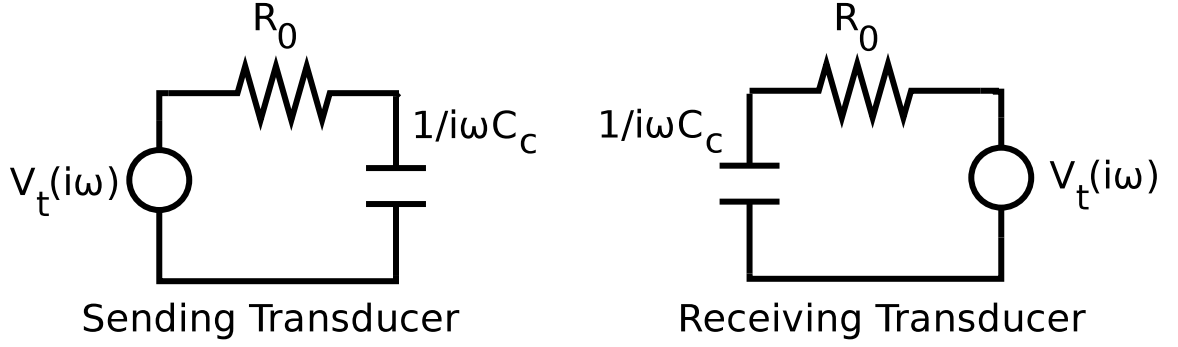 R0
R0
1/iωCc
1/iωCc
Vt(iω)
Vt(iω)
Sending Transducer
Receiving Transducer